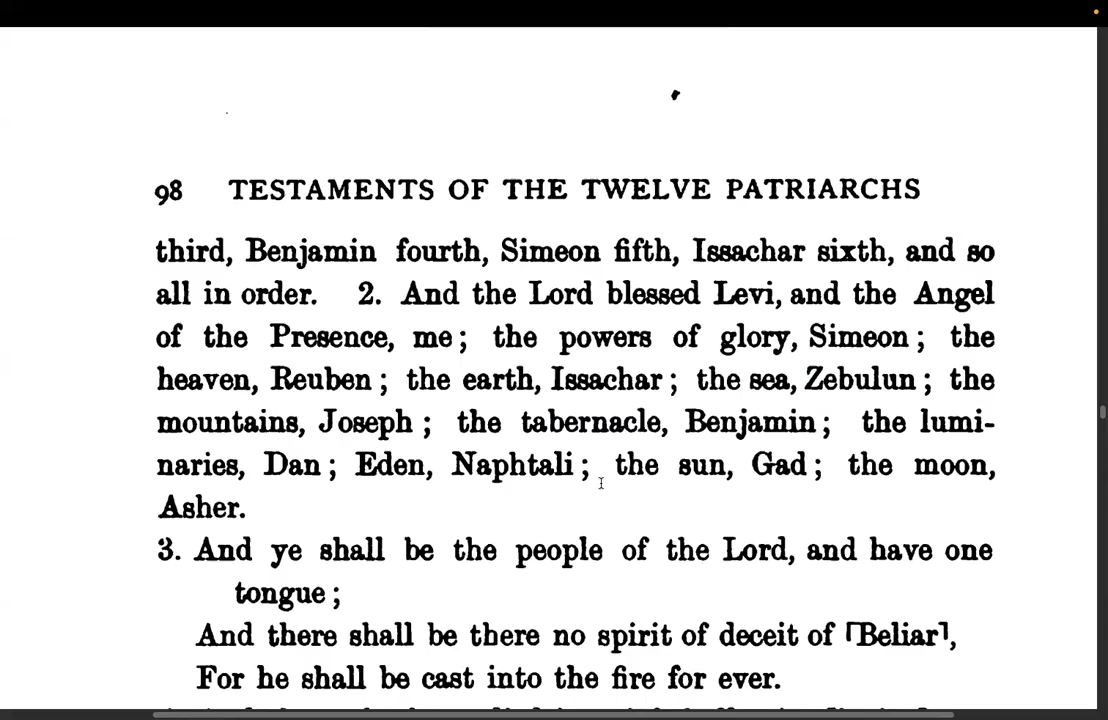 98 TESTAMENTS OF THE TWELVE PATRIARCHS
third, Benjamin fourth, Simeon fifth, Issachar sixth, and so
all in order. 2. And the Lord blessed Levi, and the Angel
of the Presence, me; the powers of glory, Simeon; the
heaven, Reuben; the earth, Issachar; the sea, Zebulun; the
mountains, Joseph; the tabernacle, Benjamin; the lumi-
naries, Dan; Eden, Naphtali; the sun, Gad; the moon,
Asher.
3. And ye shall be the people of the Lord, and have one
tongue;
And there shall be there no spirit of deceit of ⌈Beliar⌉,
For he shall be cast into the fire for ever.